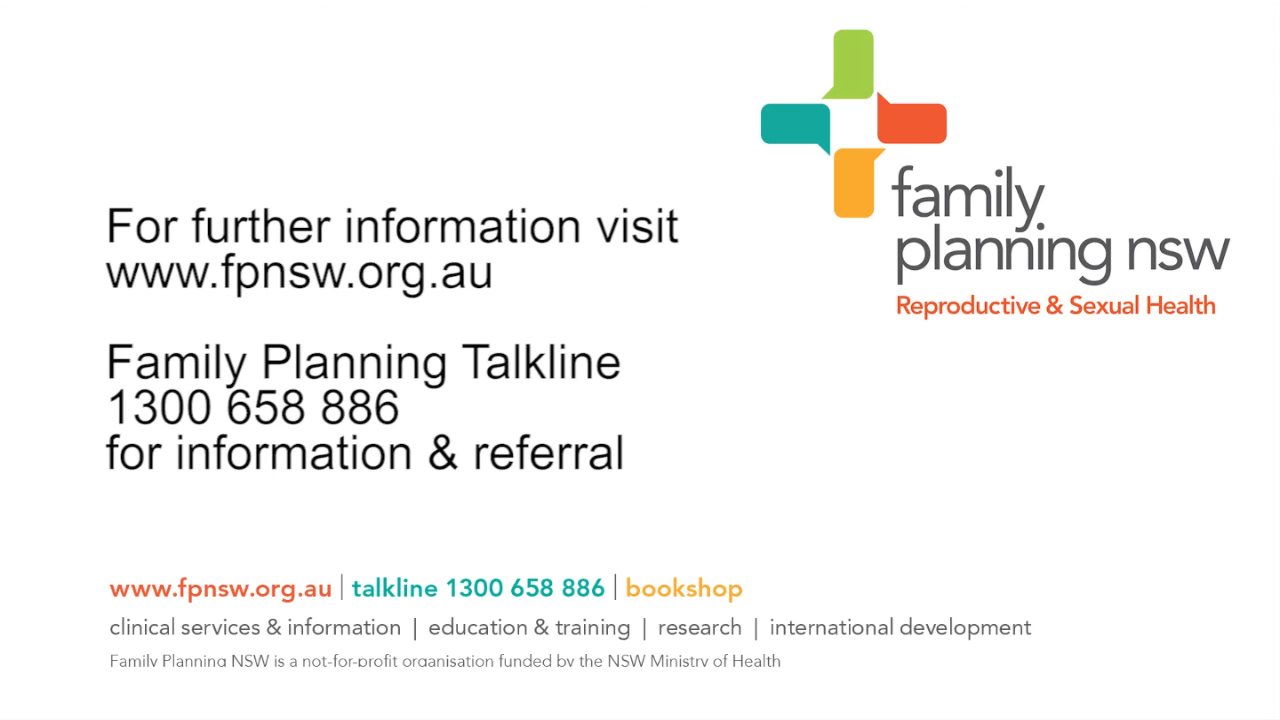 For further information visit
www.fpnsw.org.au
Family Planning Talkline
1300 658 886
for information & referral
family
planning nsw
Reproductive & Sexual Health
www.fpnsw.org.au | talkline 1300 658 886 | bookshop
clinical services & information | education & training | research | international development
Family Planning NSW is a not-for-profit organisation funded by the NSW Ministry of Health